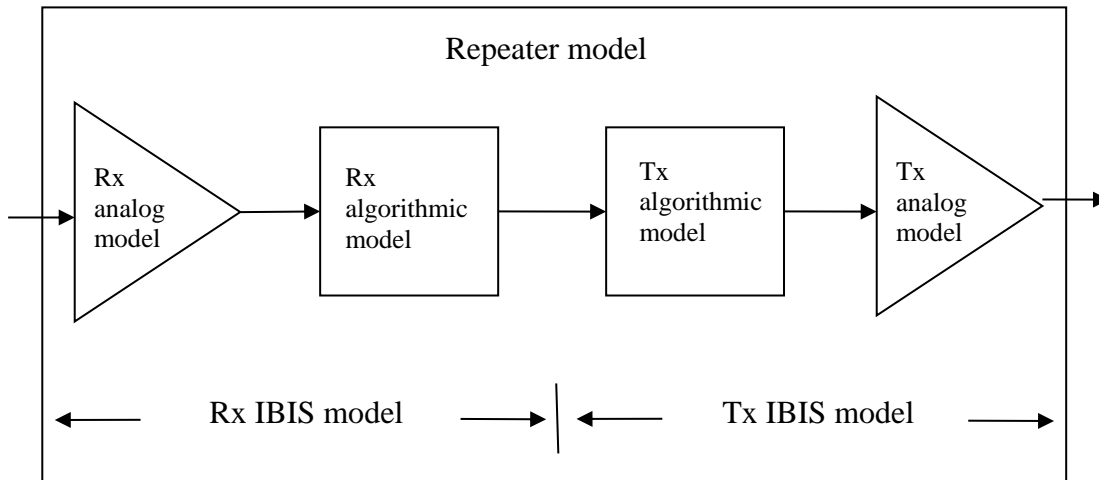 Repeater model
Rx
analog
model
Rx
algorithmic
model
Tx
algorithmic
model
Tx
analog
model
Rx IBIS model
Tx IBIS model